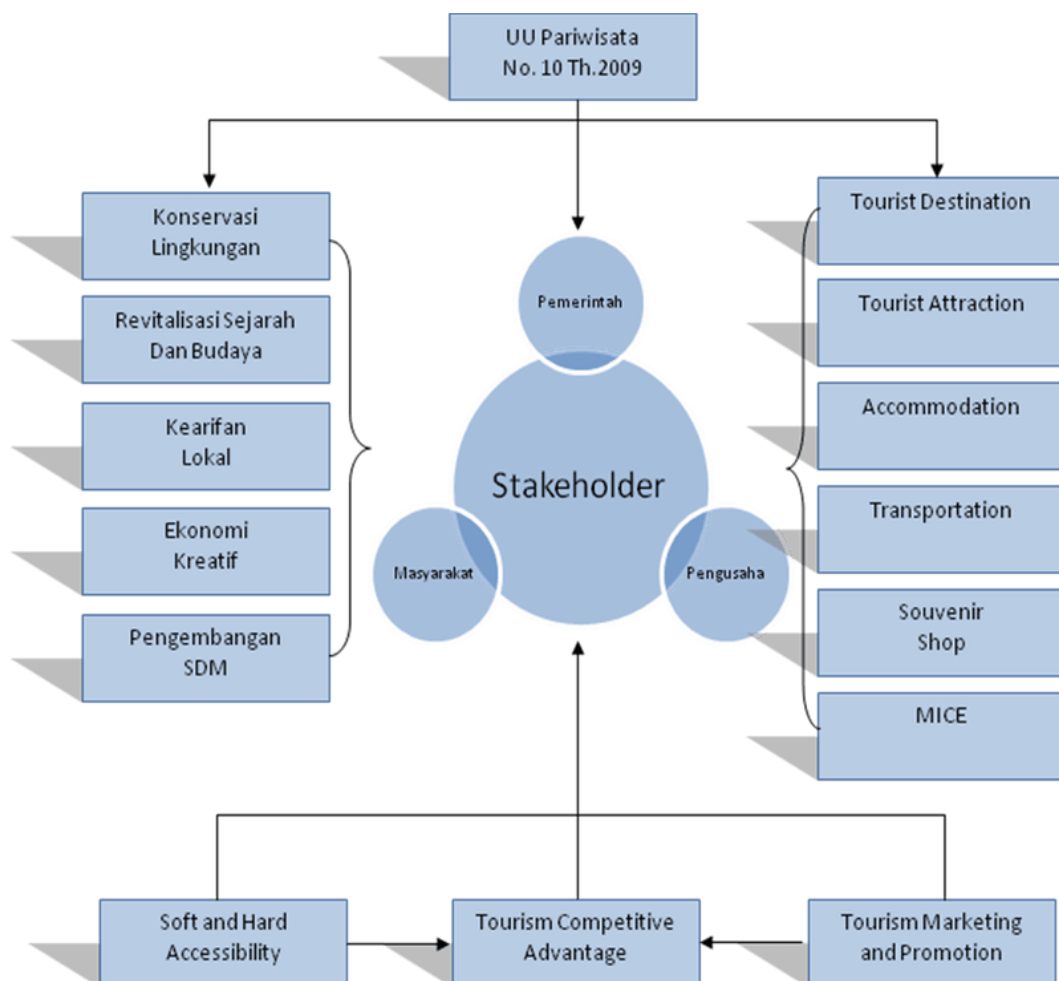 UU Pariwisata
No. 10 Th.2009
Konservasi
Lingkungan
Revitalisasi Sejarah
Dan Budaya
Kearifan
Lokal
Ekonomi
Kreatif
Pengembangan
SDM
Pemerintah
Stakeholder
Masyarakat
Pengusaha
Tourist Destination
Tourist Attraction
Accommodation
Transportation
Souvenir
Shop
MICE
Soft and Hard
Accessibility
Tourism Competitive
Advantage
Tourism Marketing
and Promotion